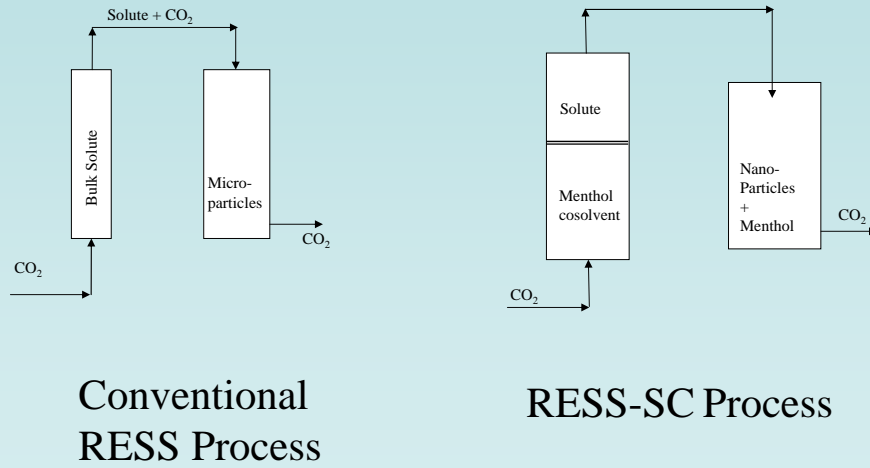 Solute + CO₂
Bulk Solute
Micro-
particles
CO₂
CO₂
Conventional
RESS Process
Solute
Menthol
cosolvent
Nano-
Particles
+
Menthol
CO₂
CO₂
RESS-SC Process